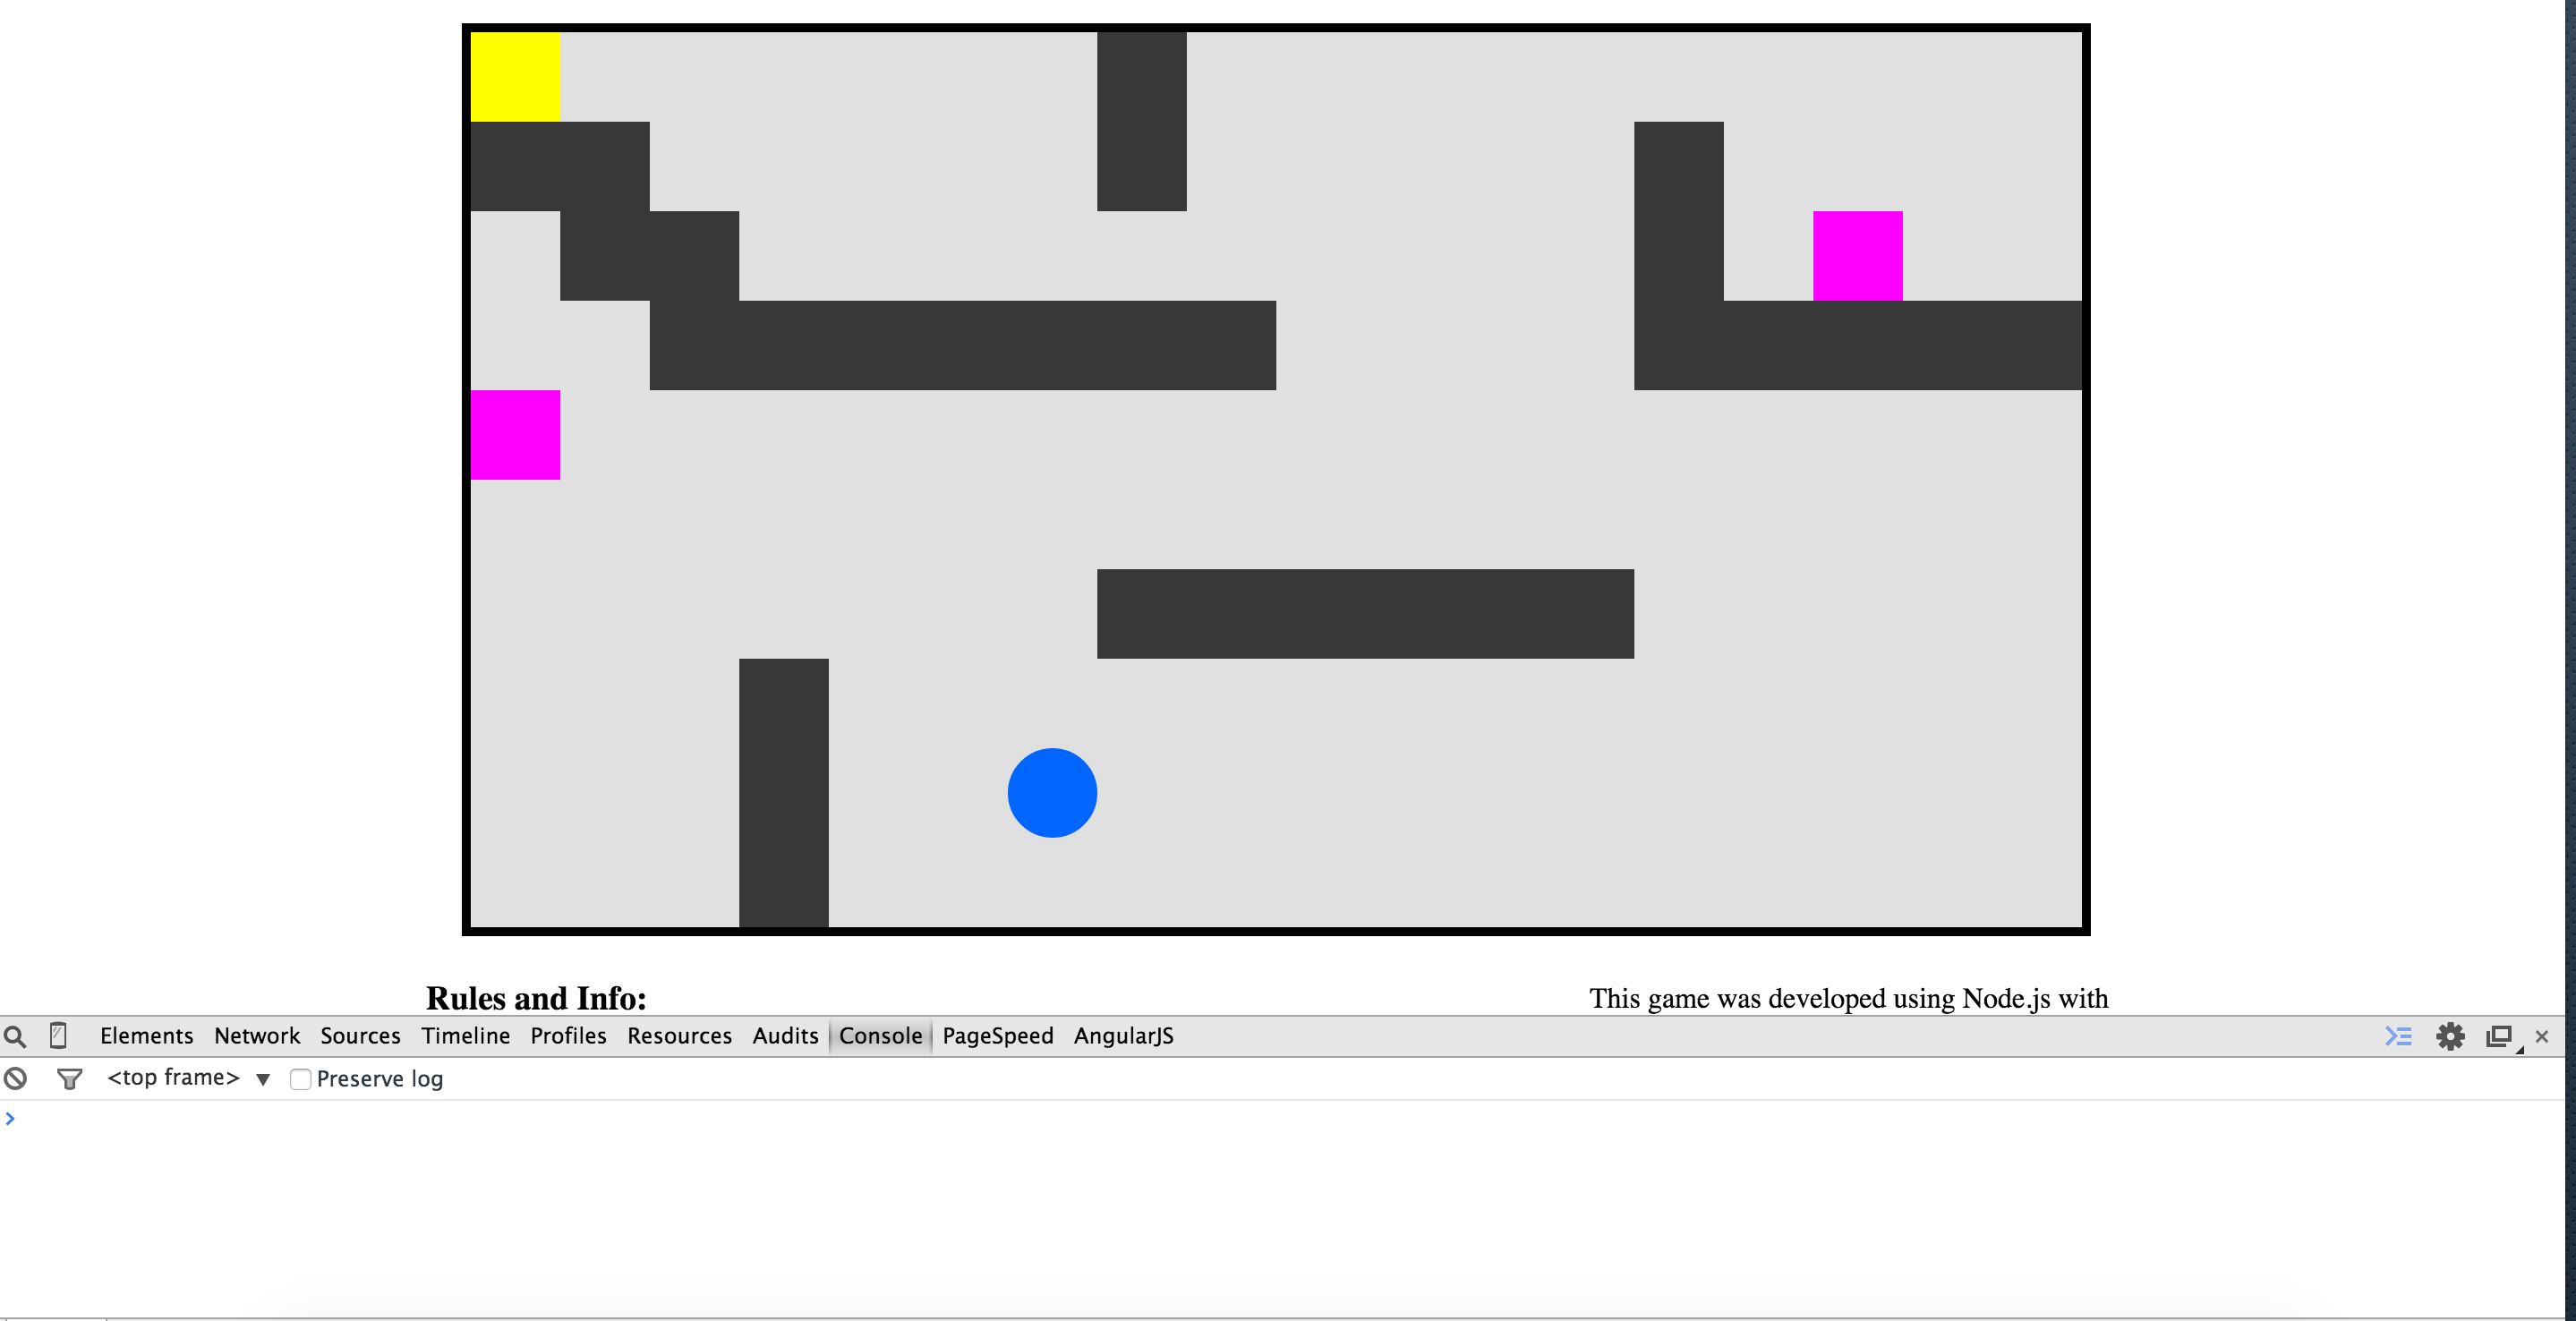 Rules and Info:
This game was developed using Node.js with
Elements Network Sources Timeline Profiles Resources Audits Console PageSpeed AngularJS
<top frame> ▼ Preserve log